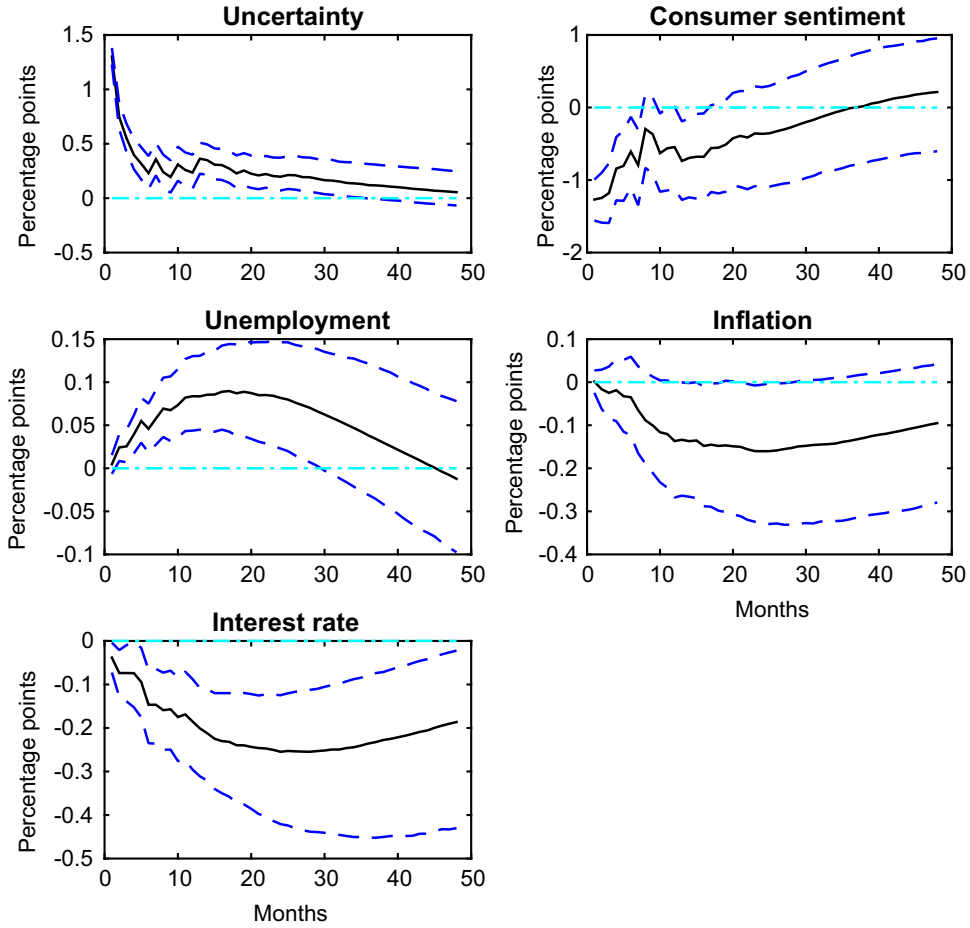 Uncertainty
Percentage points
1.5
1
0.5
0
-0.5
0 10 20 30 40 50
Consumer sentiment
Percentage points
1
0
-1
-2
0 10 20 30 40 50
Unemployment
Percentage points
0.15
0.1
0.05
0
-0.05
-0.1
0 10 20 30 40 50
Inflation
Percentage points
0.1
0
-0.1
-0.2
-0.3
-0.4
0 10 20 30 40 50
Months
Interest rate
Percentage points
0
-0.1
-0.2
-0.3
-0.4
-0.5
0 10 20 30 40 50
Months